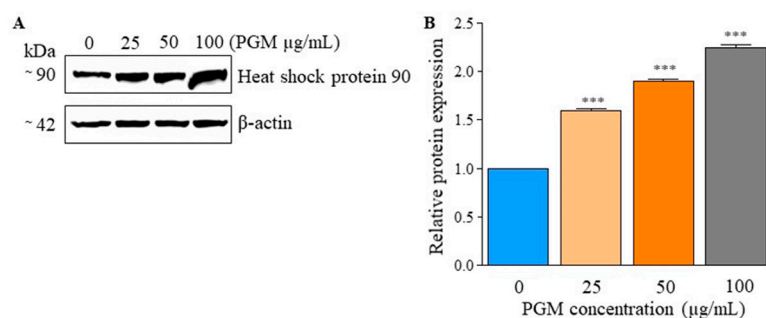 A
kDa
0 25 50 100 (PGM µg/mL)
~90 Heat shock protein 90
~42 β-actin
B
Relative protein expression
2.5
2.0
1.5
1.0
0.5
0.0
***
***
***
0 25 50 100
PGM concentration (µg/mL)